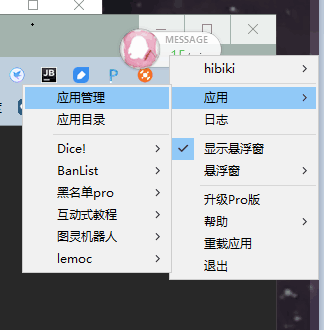 MESSAGE
hibiki
应用
日志
显示悬浮窗
悬浮窗
升级Pro版
帮助
重载应用
退出
应用管理
应用目录
Dice!
BanList
黑名单pro
互动式教程
图灵机器人
lemoc
JB